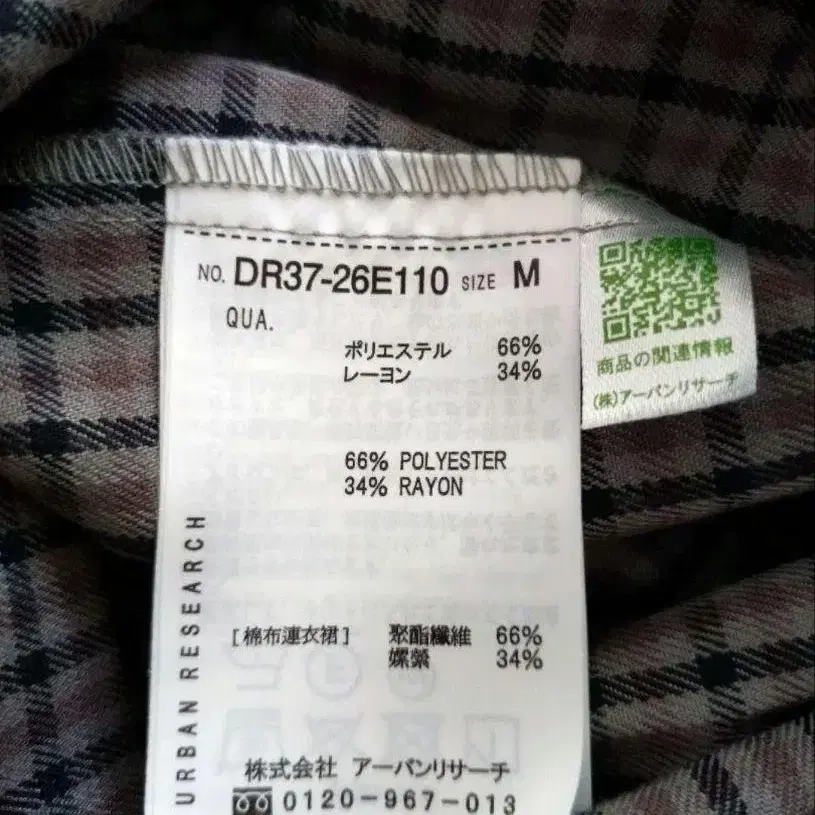 NO. DR37-26E110 SIZE M
QUA.
ポリエステル 66%
レーヨン 34%
66% POLYESTER
34% RAYON
[棉布連衣裙] 聚酯纖維 66%
嫘縈 34%
株式会社 アーバンリサーチ
0120-967-013
URBAN RESEARCH
商品の関連情報
(株)アーバンリサーチ